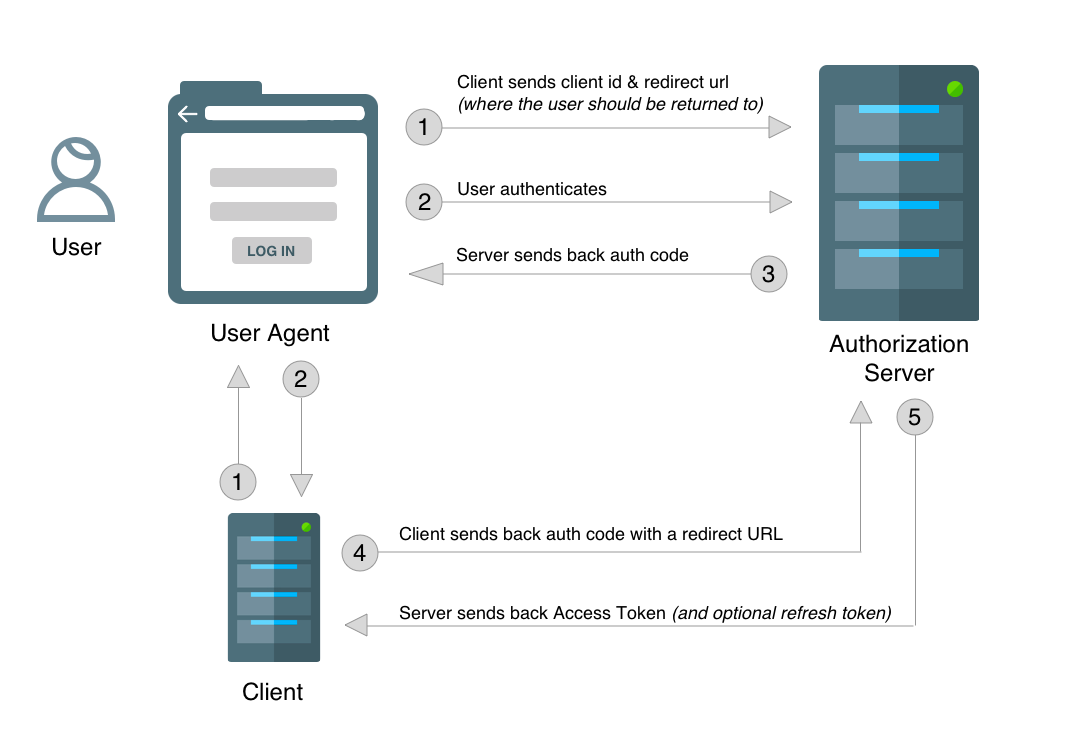 Client sends client id & redirect url
(where the user should be returned to)
1
2
User authenticates
Server sends back auth code
3
LOG IN
User
User Agent
Authorization
Server
2
5
1
4
Client sends back auth code with a redirect URL
Server sends back Access Token (and optional refresh token)
Client